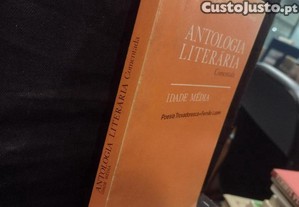 CustoJusto.pt
ANTOLOGIA
LITERÁRIA
Comentada
IDADE MÉDIA
Poesia Trovadoresca • Fernão Lopes
ANTOLOGIA LITERÁRIA Comentada